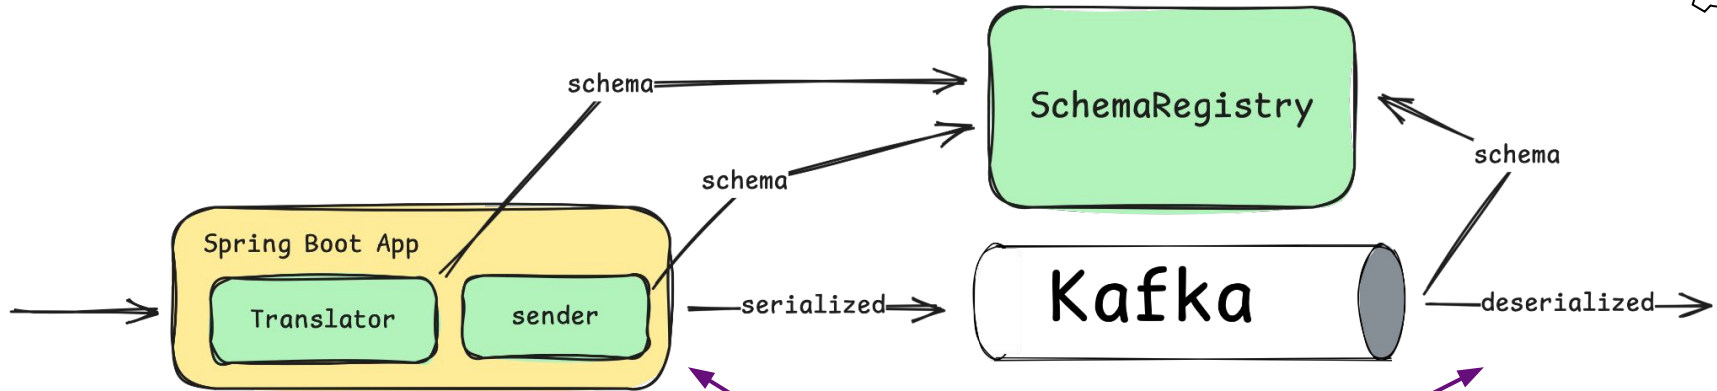 schema
SchemaRegistry
schema
schema
Spring Boot App
Translator
sender
serialized
Kafka
deserialized